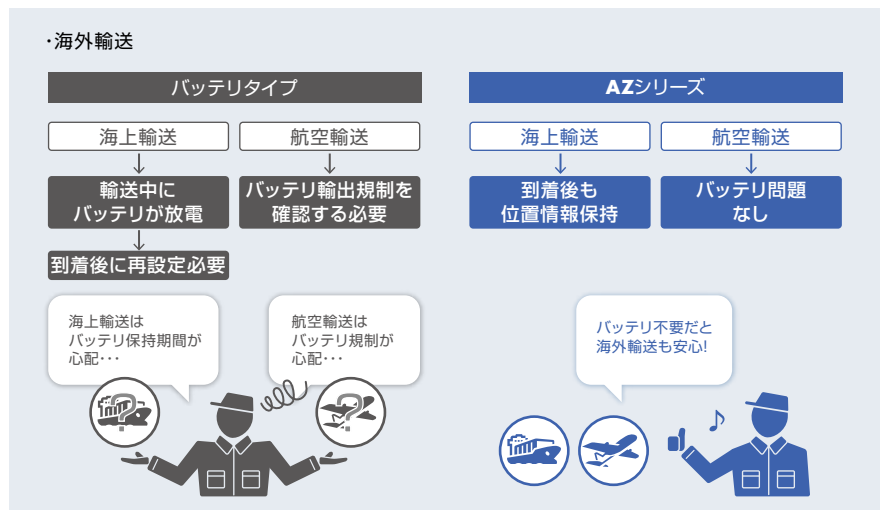 ・海外輸送
バッテリタイプ
海上輸送
航空輸送
輸送中に
バッテリが放電
バッテリ輸出規制を
確認する必要
到着後に再設定必要
海上輸送は
バッテリ保持期間が
心配・・・
航空輸送は
バッテリ規制が
心配・・・
?
?
AZシリーズ
海上輸送
航空輸送
到着後も
位置情報保持
バッテリ問題
なし
バッテリ不要だと
海外輸送も安心!